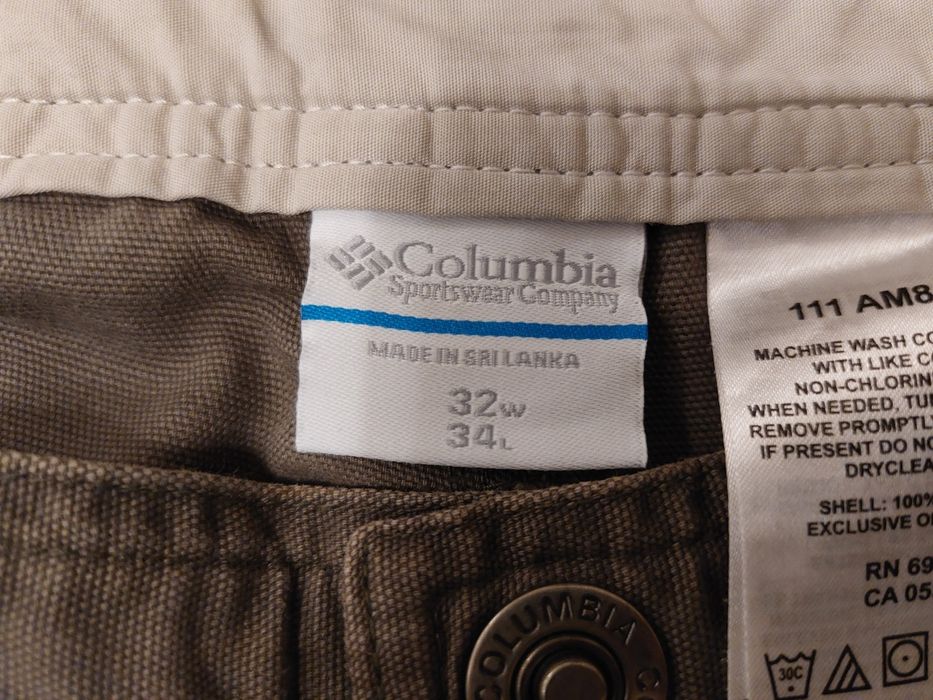 Columbia
Sportswear Company
MADE IN SRI LANKA
32W
34L
COLUMBIA C
111 AM8
MACHINE WASH CO
WITH LIKE C
NON-CHLORIN
WHEN NEEDED, TU
REMOVE PROMPTL
IF PRESENT DO NO
DRYCLEA
SHELL: 100%
EXCLUSIVE O
RN 69
CA 05
30C